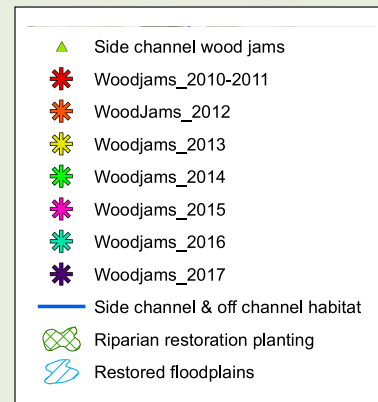 Side channel wood jams
Woodjams_2010-2011
WoodJams_2012
Woodjams_2013
Woodjams_2014
Woodjams_2015
Woodjams_2016
Woodjams_2017
Side channel & off channel habitat
Riparian restoration planting
Restored floodplains